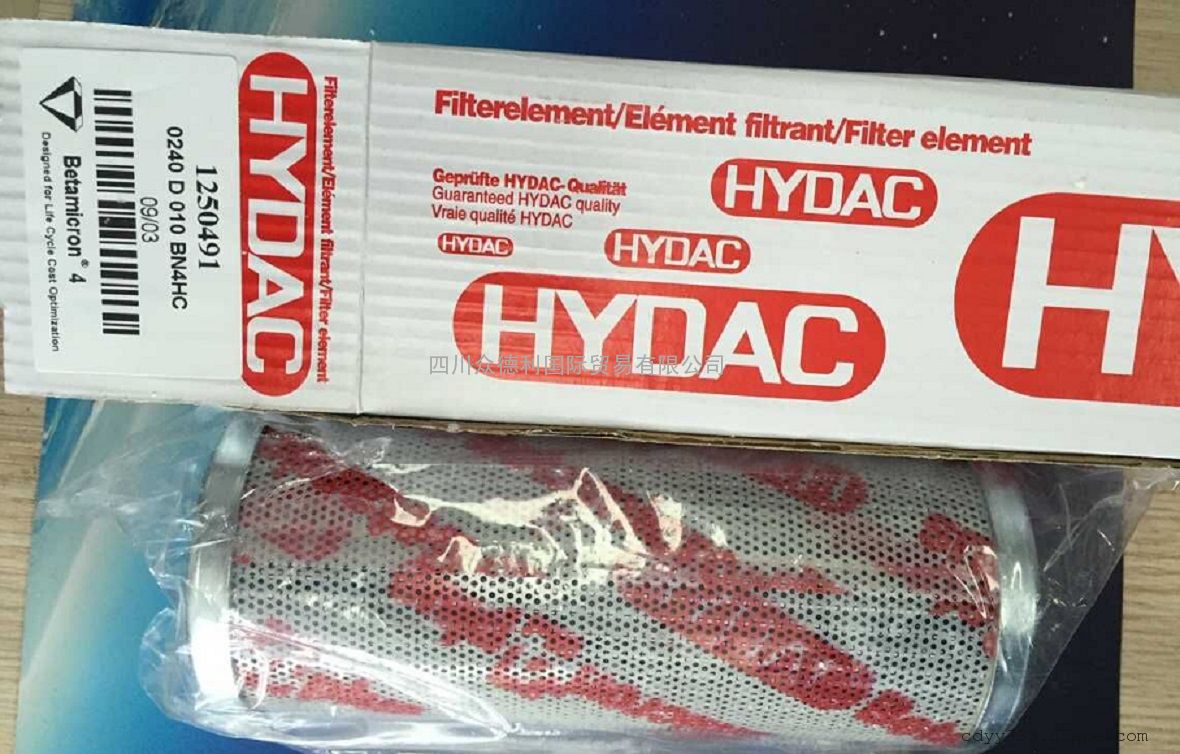 HYDAC
Filterelement/Elément filtrant/Filter element
1250491
0240 D 010 BN4HC
09/03
Betamicron® 4
Designed for Life Cycle Cost Optimization
Filterelement/Elément filtrant/Filter element
Geprüfte HYDAC-Qualität
Guaranteed HYDAC quality
Vraie qualité HYDAC
HYDAC
HYDAC
HYDAC
HYDAC
HY
四川众德利国际贸易有限公司